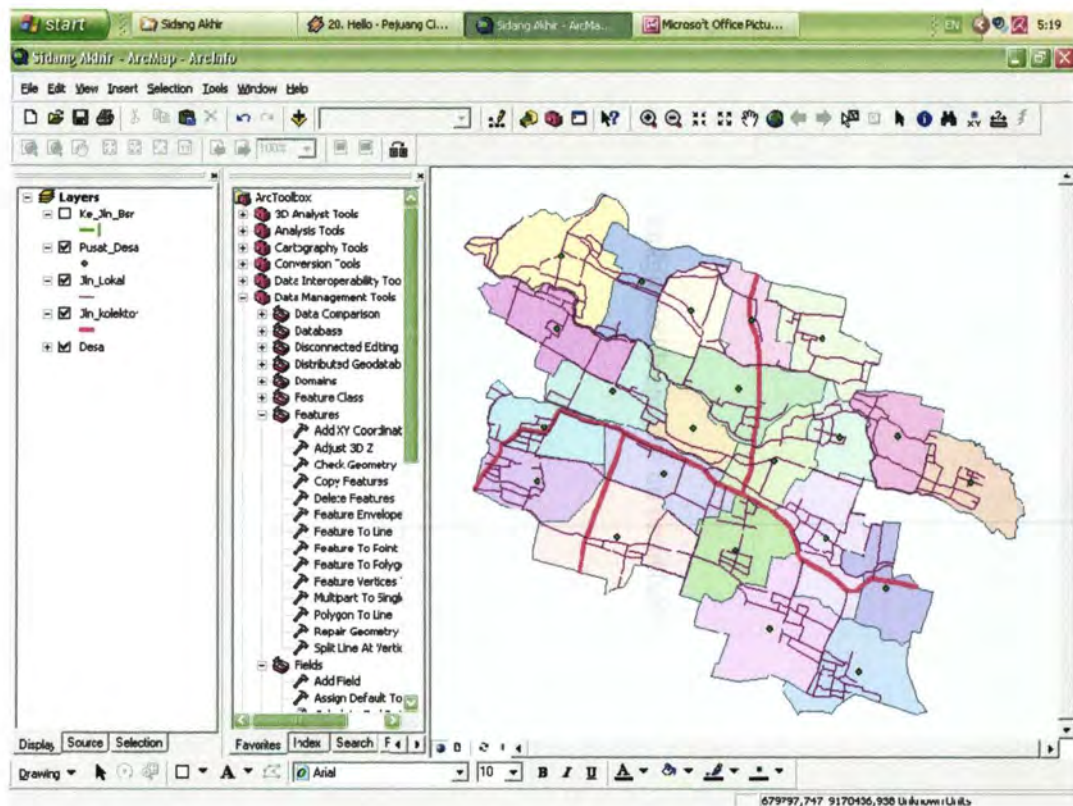 start Sidang Akhir 20. Hello - Pejuang Ci... Sidang Akhir - ArcMa... Microsoft Office Pictu... EN 5:19
Sidang Akhir - ArcMap - ArcInfo
File Edit View Insert Selection Tools Window Help
100%
Layers
Ke_Jln_Bsr
Pusat_Desa
Jln_Lokal
Jln_kolektor
Desa
Display Source Selection
ArcToolbox
3D Analyst Tools
Analysis Tools
Cartography Tools
Conversion Tools
Data Interoperability Too
Data Management Tools
Data Comparison
Database
Disconnected Editing
Distributed Geodatab
Domains
Feature Class
Features
Add XY Coordinat
Adjust 3D Z
Check Geometry
Copy Features
Delete Features
Feature Envelope
Feature To Line
Feature To Point
Feature To Polyg
Feature Vertices
Multipart To Singl
Polygon To Line
Repair Geometry
Split Line At Vertic
Fields
Add Field
Assign Default To
Favorites Index Search
Drawing A Arial 10 B I U A
679797,747 9170436,938 Unknown Units